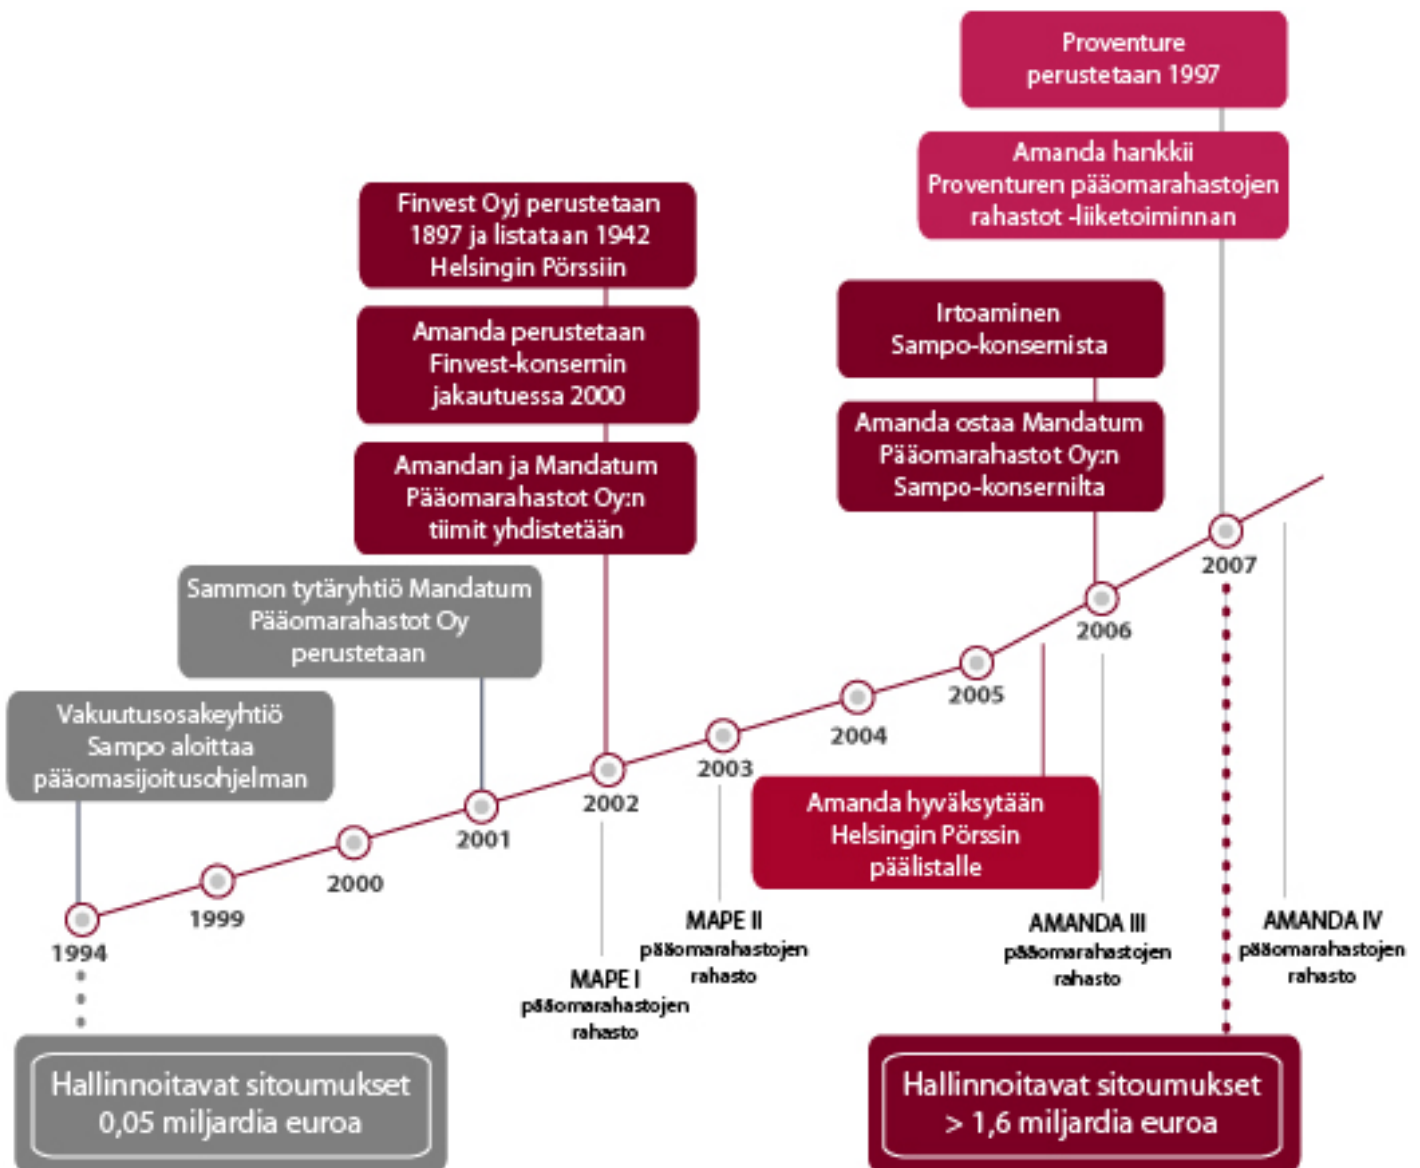 Proventure
perustetaan 1997
Amanda hankkii
Proventuren pääomarahastojen
rahastot -liiketoiminnan
Finvest Oyj perustetaan
1897 ja listataan 1942
Helsingin Pörssiin
Amanda perustetaan
Finvest-konsernin
jakautuessa 2000
Amandan ja Mandatum
Pääomarahastot Oy:n
tiimit yhdistetään
Irtoaminen
Sampo-konsernista
Amanda ostaa Mandatum
Pääomarahastot Oy:n
Sampo-konsernilta
Sammon tytäryhtiö Mandatum
Pääomarahastot Oy
perustetaan
Vakuutusosakeyhtiö
Sampo aloittaa
pääomasijoitusohjelman
1994
1999
2000
2001
2002
2003
2004
2005
2006
2007
Amanda hyväksytään
Helsingin Pörssin
päälistalle
MAPE I
pääomarahastojen
rahasto
MAPE II
pääomarahastojen
rahasto
AMANDA III
pääomarahastojen
rahasto
AMANDA IV
pääomarahastojen
rahasto
Hallinnoitavat sitoumukset
0,05 miljardia euroa
Hallinnoitavat sitoumukset
> 1,6 miljardia euroa